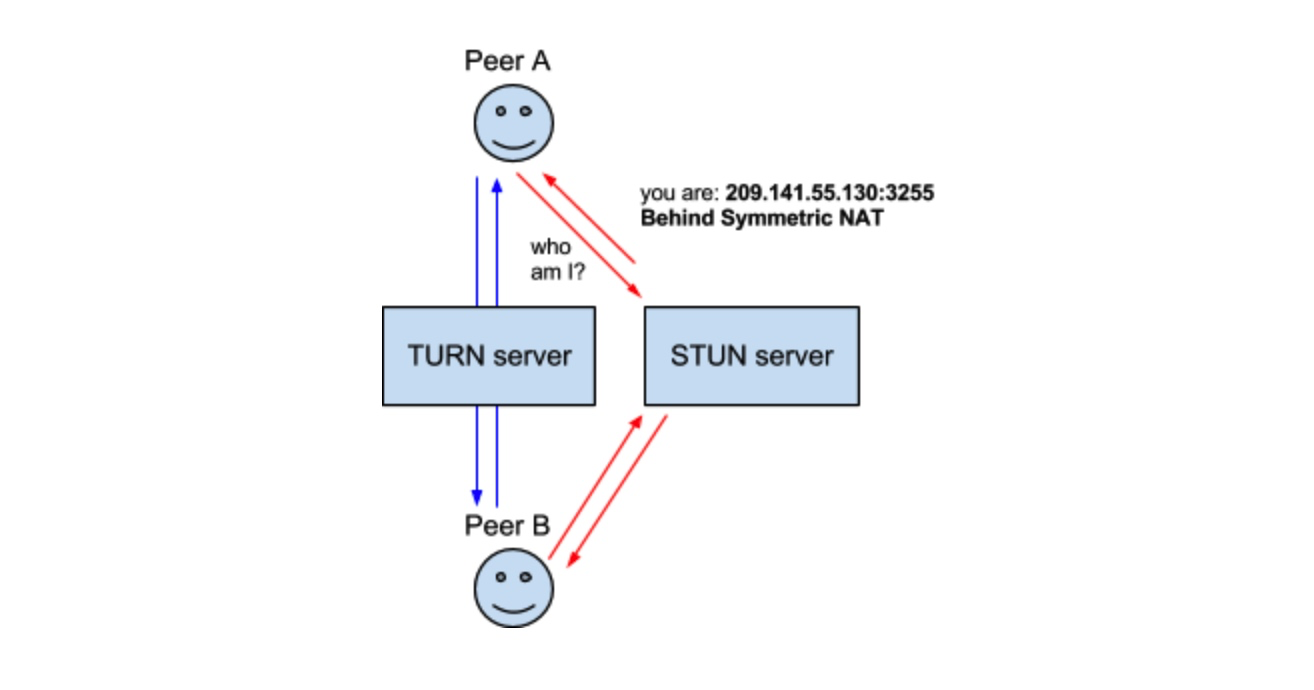 Peer A
you are: 209.141.55.130:3255
Behind Symmetric NAT
who
am I?
TURN server
STUN server
Peer B